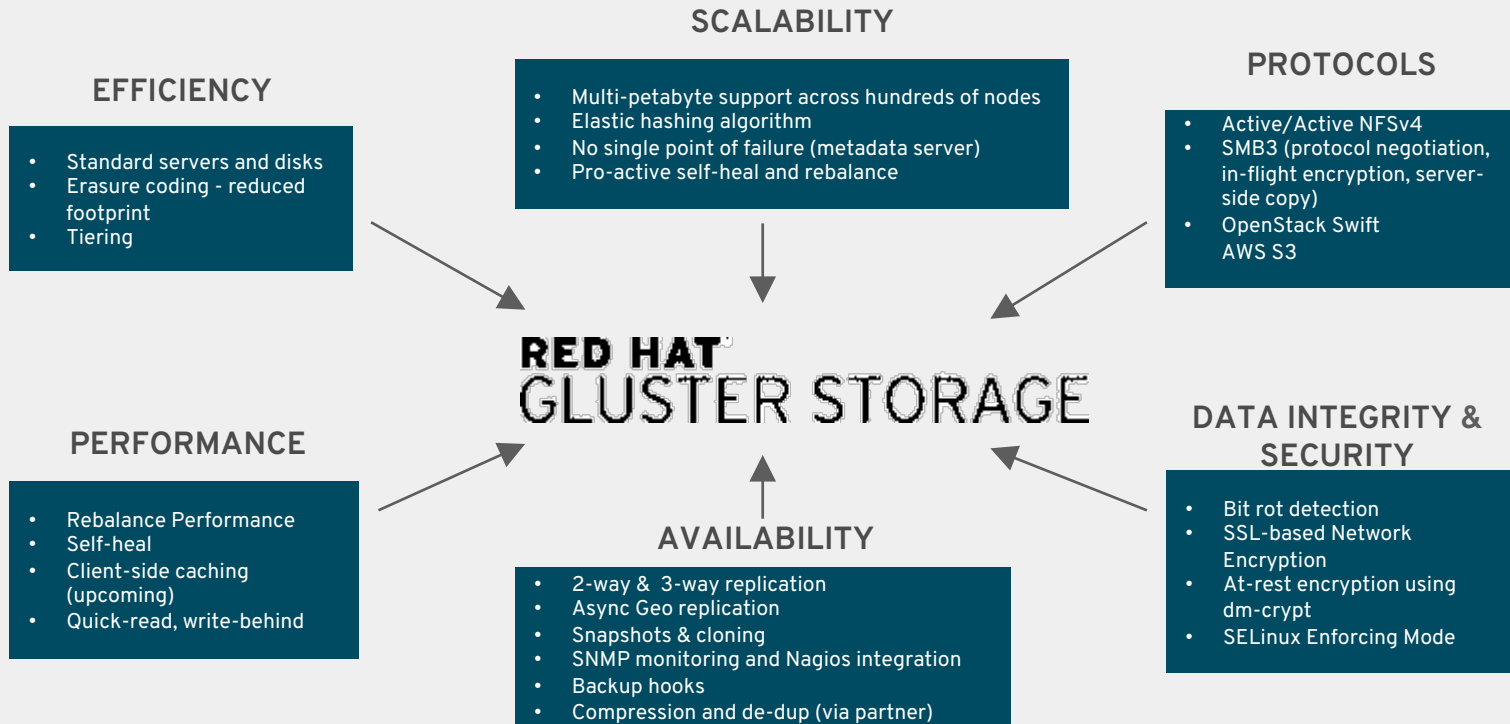 SCALABILITY
• Multi-petabyte support across hundreds of nodes
• Elastic hashing algorithm
• No single point of failure (metadata server)
• Pro-active self-heal and rebalance
EFFICIENCY
• Standard servers and disks
• Erasure coding - reduced
footprint
• Tiering
PROTOCOLS
• Active/Active NFSv4
• SMB3 (protocol negotiation,
in-flight encryption, server-
side copy)
• OpenStack Swift
AWS S3
RED HAT
GLUSTER STORAGE
PERFORMANCE
• Rebalance Performance
• Self-heal
• Client-side caching
(upcoming)
• Quick-read, write-behind
AVAILABILITY
• 2-way & 3-way replication
• Async Geo replication
• Snapshots & cloning
• SNMP monitoring and Nagios integration
• Backup hooks
• Compression and de-dup (via partner)
DATA INTEGRITY &
SECURITY
• Bit rot detection
• SSL-based Network
Encryption
• At-rest encryption using
dm-crypt
• SELinux Enforcing Mode